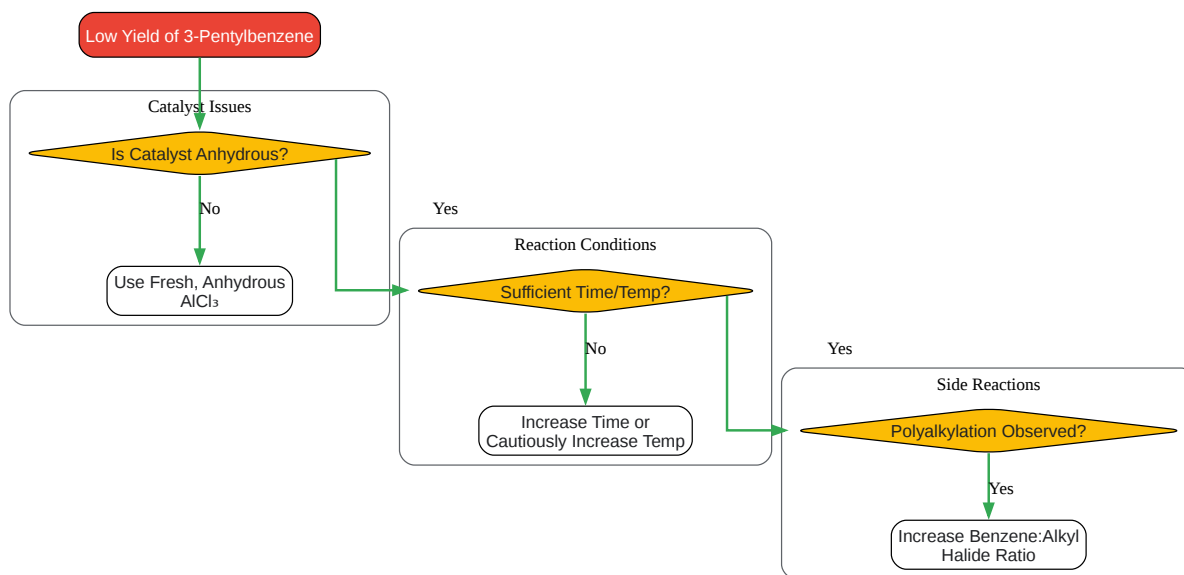 Low Yield of 3-Pentylbenzene
Catalyst Issues
Is Catalyst Anhydrous?
No
Yes
Use Fresh, Anhydrous
AlCl₃
Reaction Conditions
Sufficient Time/Temp?
No
Yes
Increase Time or
Cautiously Increase Temp
Side Reactions
Polyalkylation Observed?
Yes
Increase Benzene:Alkyl
Halide Ratio